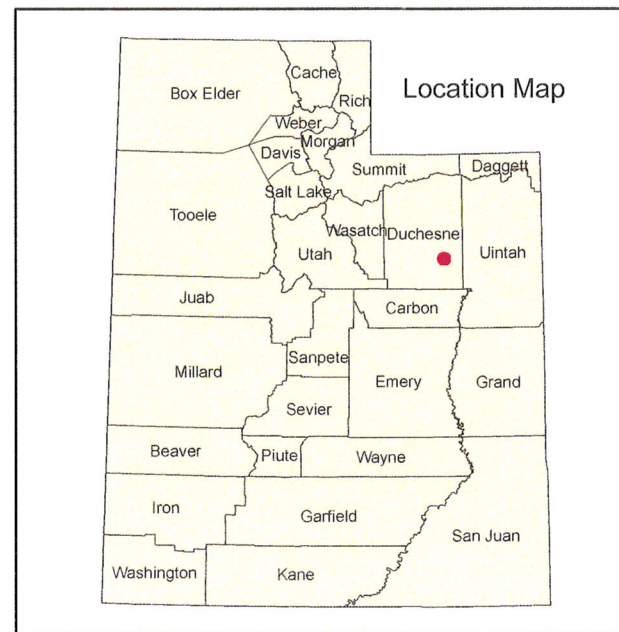 Location Map
Cache
Box Elder
Rich
Weber
Morgan
Davis
Summit
Daggett
Salt Lake
Tooele
Wasatch
Duchesne
Utah
Uintah
Juab
Carbon
Sanpete
Millard
Emery
Grand
Sevier
Beaver
Piute
Wayne
Iron
Garfield
San Juan
Washington
Kane